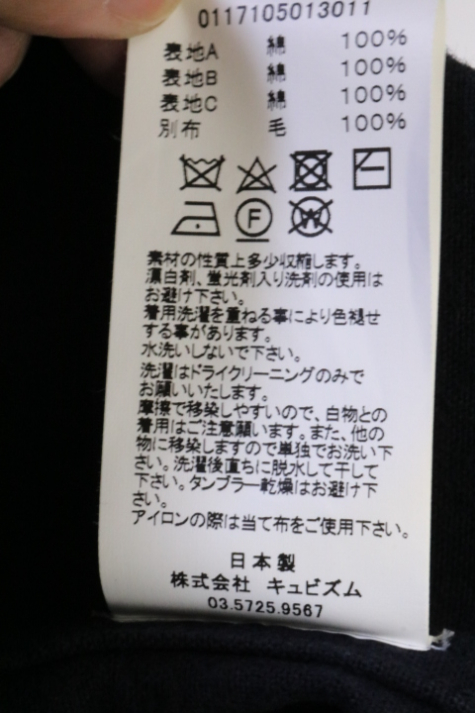 0117105013011
表地A 綿 100%
表地B 綿 100%
表地C 綿 100%
別布 毛 100%
F
W
素材の性質上多少収縮します。
漂白剤、蛍光剤入り洗剤の使用は
お避け下さい。
着用洗濯を重ねる事により色褪せ
する事があります。
水洗いしないで下さい。
洗濯はドライクリーニングのみで
お願いいたします。
摩擦で移染しやすいので、白物との
着用はご注意願います。また、他の
物に移染しますので単独でお洗い下
さい。洗濯後直ちに脱水して干して
下さい。タンブラー乾燥はお避け下
さい。
アイロンの際は当て布をご使用下さい。
日本製
株式会社 キュビズム
03.5725.9567